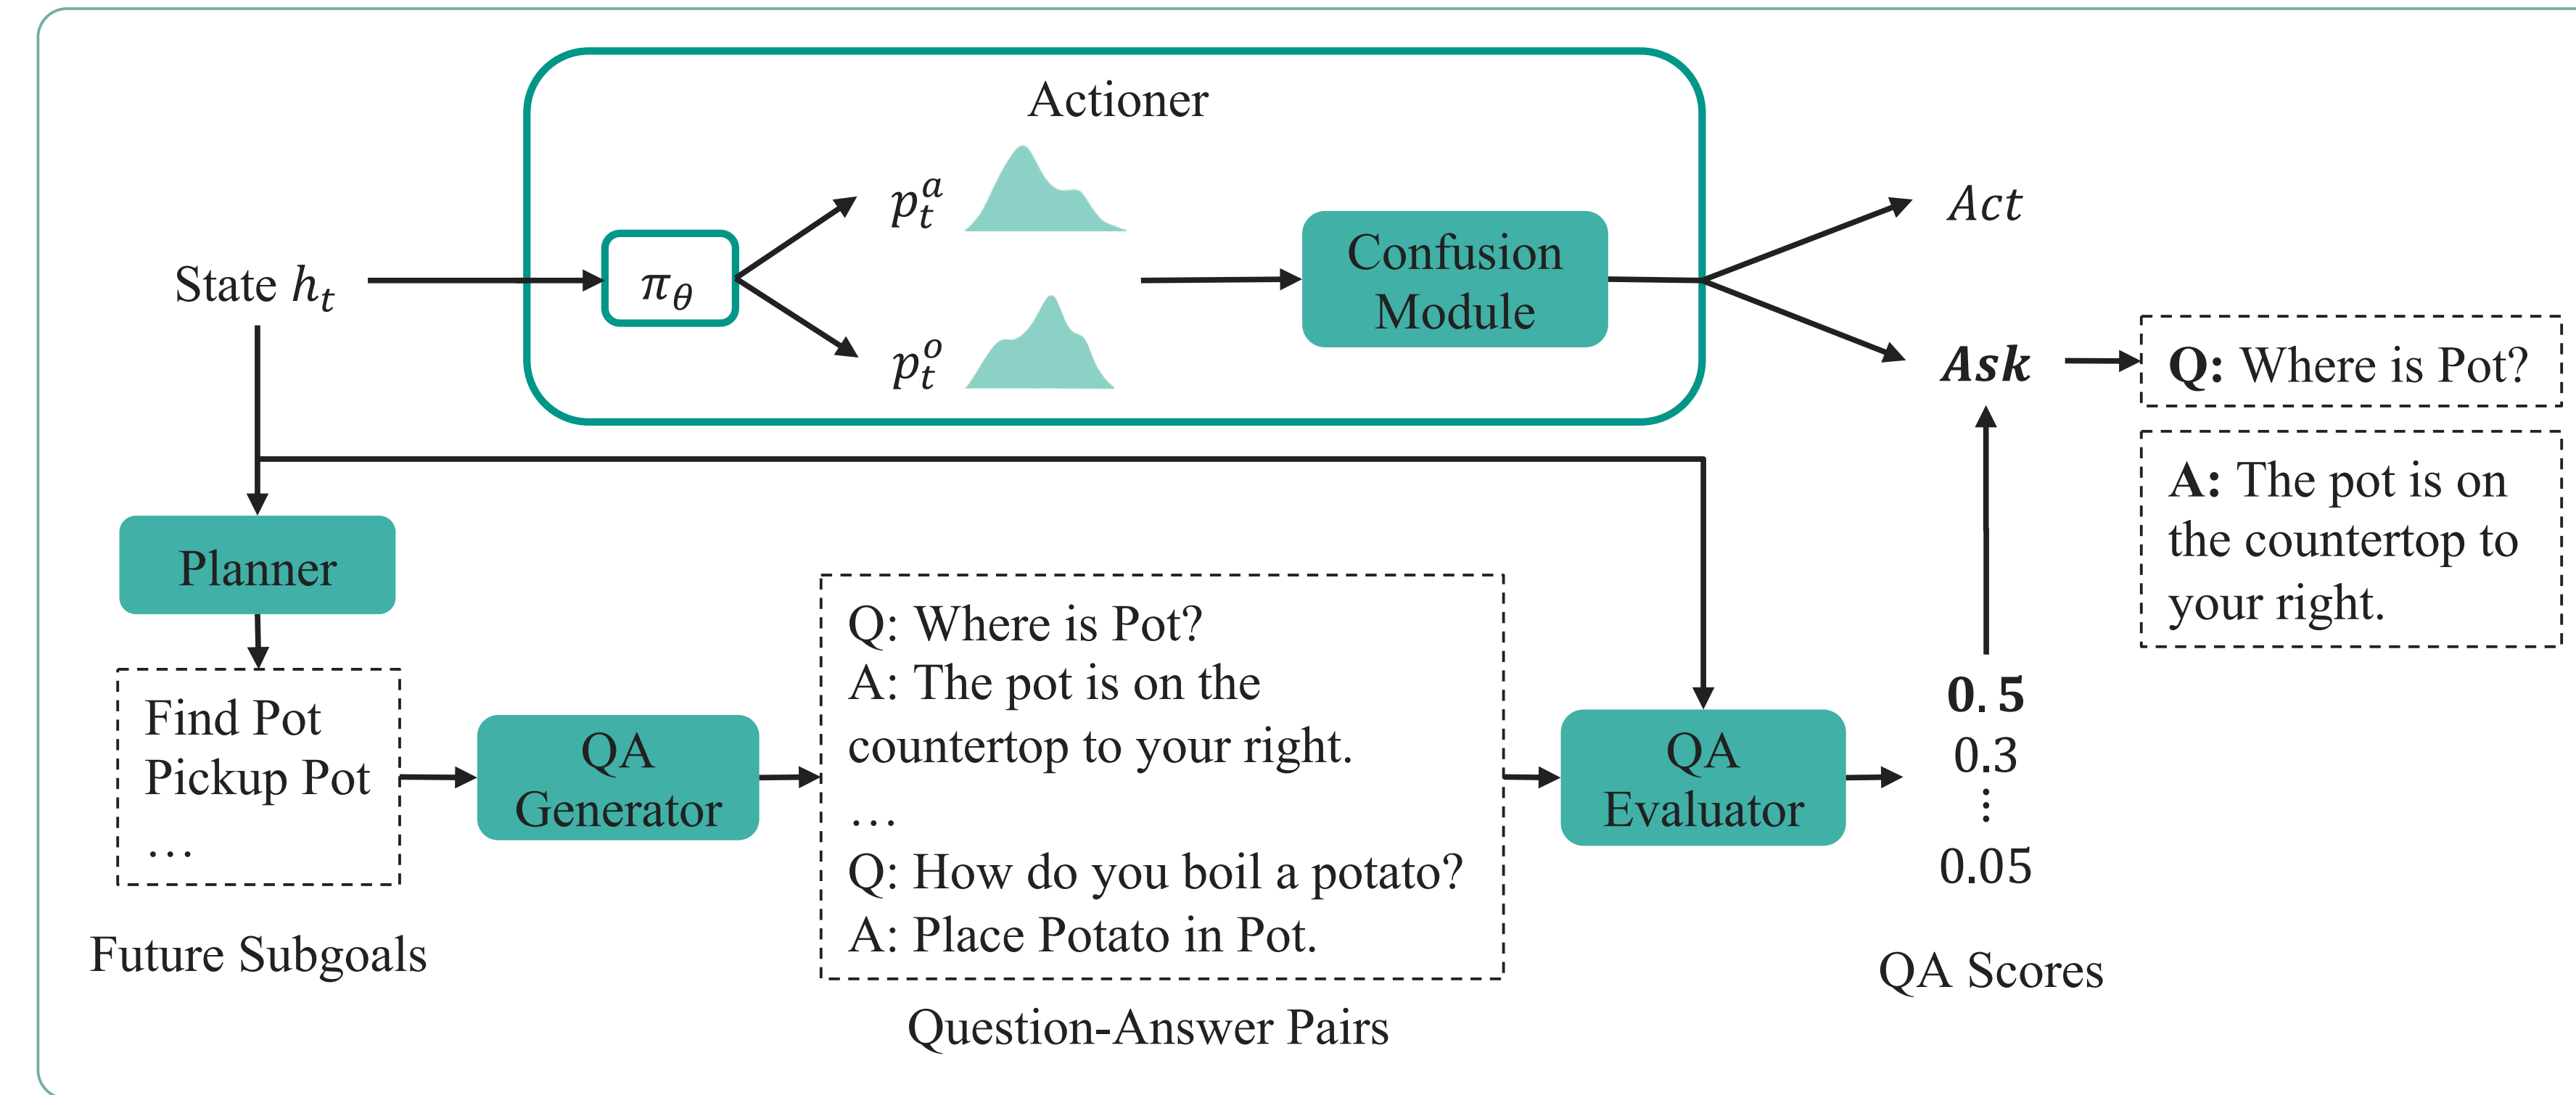 Actioner
State h_t
π_θ
p_t^a
p_t^o
Confusion
Module
Act
Ask
Q: Where is Pot?
A: The pot is on
the countertop to
your right.
Planner
Find Pot
Pickup Pot
…
Future Subgoals
QA
Generator
Q: Where is Pot?
A: The pot is on the
countertop to your right.
…
Q: How do you boil a potato?
A: Place Potato in Pot.
Question-Answer Pairs
QA
Evaluator
0.5
0.3
⋮
0.05
QA Scores